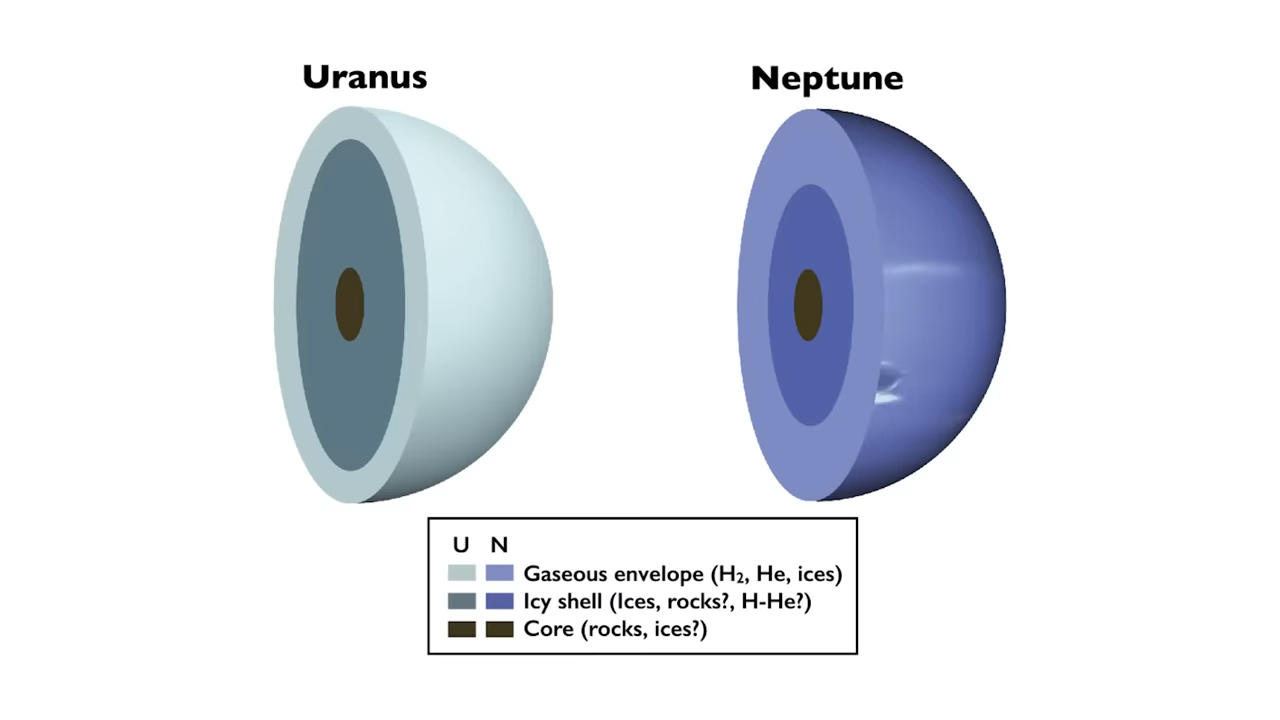 Uranus
Neptune
U N
Gaseous envelope (H₂, He, ices)
Icy shell (Ices, rocks?, H-He?)
Core (rocks, ices?)